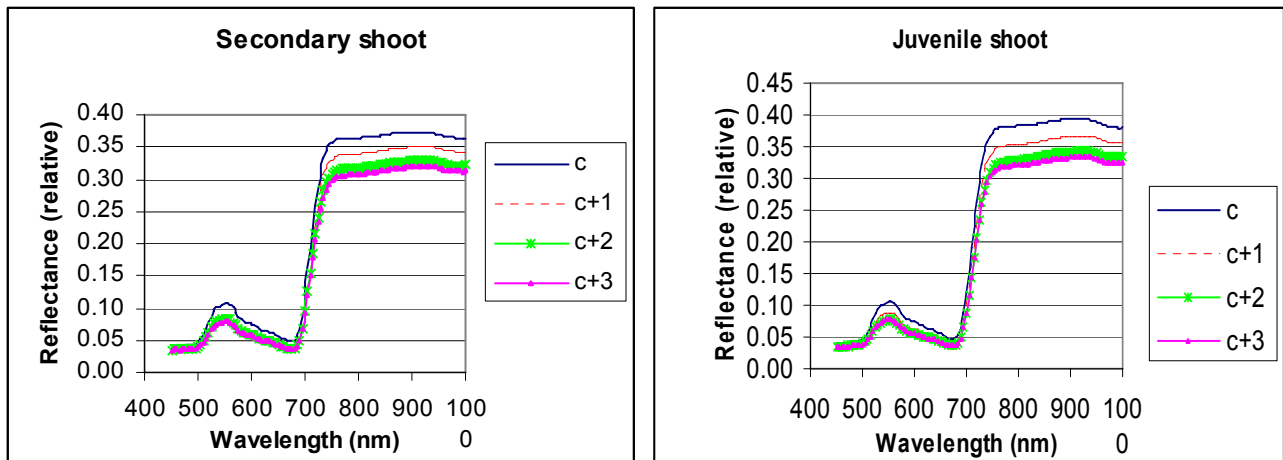 Secondary shoot
0.40
0.35
0.30
0.25
0.20
0.15
0.10
0.05
0.00
Reflectance (relative)
400 500 600 700 800 900 100
0
Wavelength (nm)
c
c+1
c+2
c+3
Juvenile shoot
0.45
0.40
0.35
0.30
0.25
0.20
0.15
0.10
0.05
0.00
Reflectance (relative)
400 500 600 700 800 900 100
0
Wavelength (nm)
c
c+1
c+2
c+3